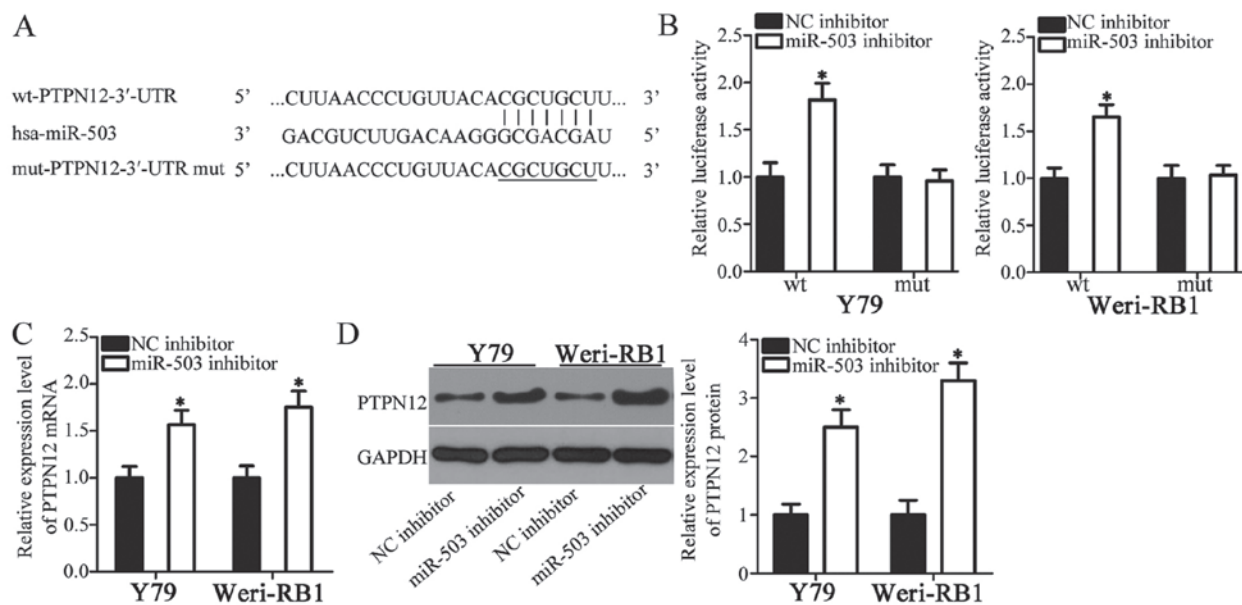 A
wt-PTPN12-3′-UTR 5’ ...CUUAACCCUGUUACACGCUGCUU... 3’
hsa-miR-503 3’ GACGUCUUGACAAGGGCGACGAU 5’
mut-PTPN12-3′-UTR mut 5’ ...CUUAACCCUGUUACACGCUGCUU... 3’
B
NC inhibitor
miR-503 inhibitor
Relative luciferase activity
2.5
2.0
1.5
1.0
0.5
0.0
*
wt mut
Y79
NC inhibitor
miR-503 inhibitor
Relative luciferase activity
2.5
2.0
1.5
1.0
0.5
0.0
*
wt mut
Weri-RB1
C
NC inhibitor
miR-503 inhibitor
Relative expression level
of PTPN12 mRNA
2.5
2.0
1.5
1.0
0.5
0.0
* *
Y79 Weri-RB1
D
Y79 Weri-RB1
PTPN12
GAPDH
NC inhibitor
miR-503 inhibitor
NC inhibitor
miR-503 inhibitor
NC inhibitor
miR-503 inhibitor
Relative expression level
of PTPN12 protein
4
3
2
1
0
* *
Y79 Weri-RB1